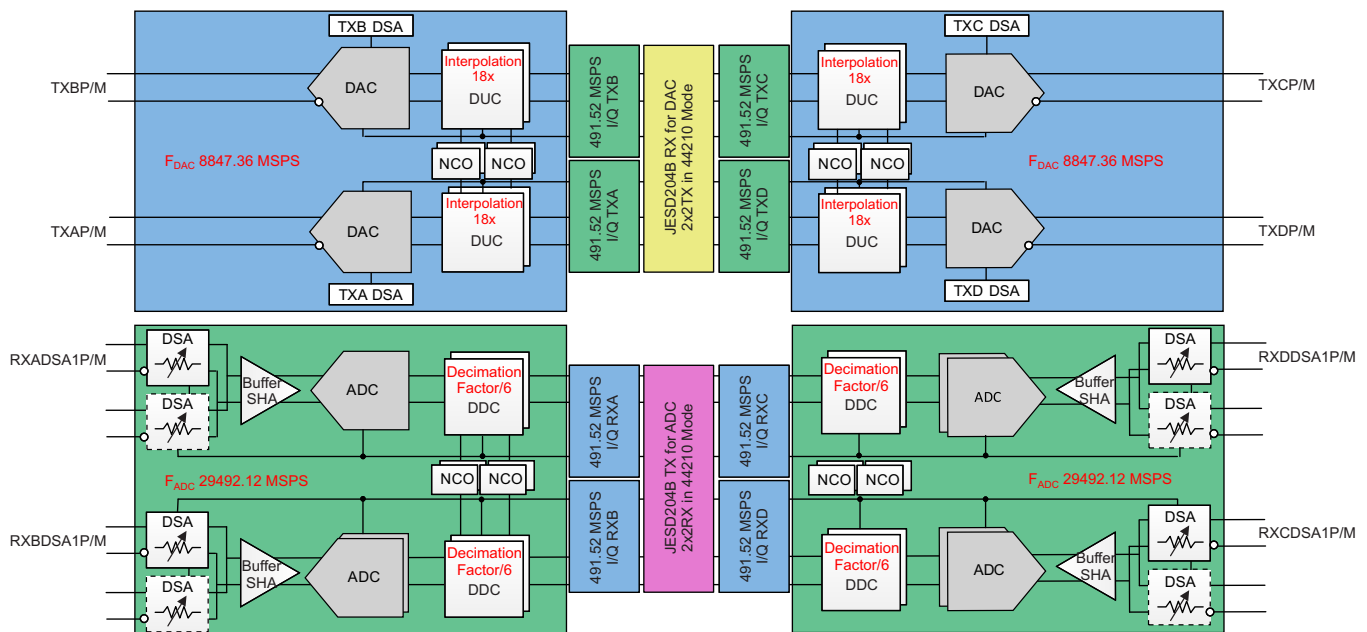 TXB DSA
TXBP/M
DAC
Interpolation
18x
DUC
NCO
NCO
F_DAC 8847.36 MSPS
TXAP/M
DAC
Interpolation
18x
DUC
TXA DSA
491.52 MSPS
I/Q TXB
491.52 MSPS
I/Q TXA
JESD204B RX for DAC
2x2TX in 44210 Mode
491.52 MSPS
I/Q TXC
491.52 MSPS
I/Q TXD
TXC DSA
Interpolation
18x
DUC
DAC
TXCP/M
NCO
NCO
F_DAC 8847.36 MSPS
Interpolation
18x
DUC
DAC
TXDP/M
TXD DSA
RXADSA1P/M
DSA
DSA
Buffer
SHA
ADC
Decimation
Factor/6
DDC
NCO
NCO
F_ADC 29492.12 MSPS
RXBDSA1P/M
DSA
DSA
Buffer
SHA
ADC
Decimation
Factor/6
DDC
491.52 MSPS
I/Q RXA
491.52 MSPS
I/Q RXB
JESD204B TX for ADC
2x2RX in 44210 Mode
491.52 MSPS
I/Q RXC
491.52 MSPS
I/Q RXD
Decimation
Factor/6
DDC
ADC
Buffer
SHA
DSA
DSA
RXDDSA1P/M
NCO
NCO
F_ADC 29492.12 MSPS
Decimation
Factor/6
DDC
ADC
Buffer
SHA
DSA
DSA
RXCDSA1P/M